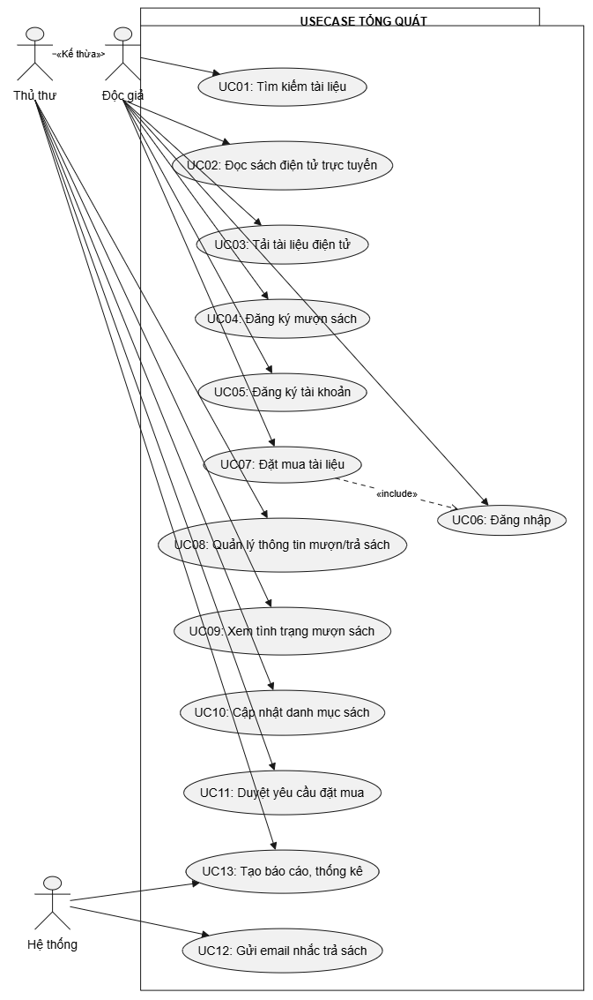 USECASE TỔNG QUÁT
«Kế thừa»
Thủ thư
Độc giả
UC01: Tìm kiếm tài liệu
UC02: Đọc sách điện tử trực tuyến
UC03: Tải tài liệu điện tử
UC04: Đăng ký mượn sách
UC05: Đăng ký tài khoản
UC07: Đặt mua tài liệu
«include»
UC06: Đăng nhập
UC08: Quản lý thông tin mượn/trả sách
UC09: Xem tình trạng mượn sách
UC10: Cập nhật danh mục sách
UC11: Duyệt yêu cầu đặt mua
UC13: Tạo báo cáo, thống kê
Hệ thống
UC12: Gửi email nhắc trả sách